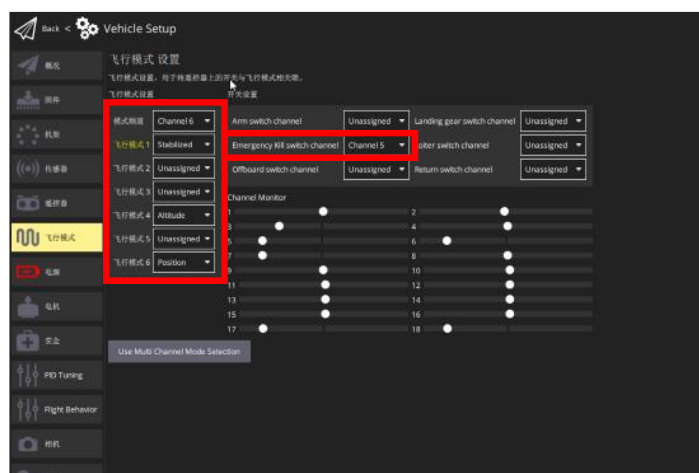 Back < Vehicle Setup
概况
固件
机架
传感器
遥控器
飞行模式
电源
电机
安全
PID Tuning
Flight Behavior
相机
飞行模式 设置
飞行模式设置，用于将遥控器上的开关与飞行模式相关联。
飞行模式设置
开关设置
模式频道 Channel 6
飞行模式 1 Stabilized
飞行模式 2 Unassigned
飞行模式 3 Unassigned
飞行模式 4 Altitude
飞行模式 5 Unassigned
飞行模式 6 Position
Arm switch channel Unassigned Landing gear switch channel Unassigned
Emergency Kill switch channel Channel 5 Loiter switch channel Unassigned
Offboard switch channel Unassigned Return switch channel Unassigned
Channel Monitor
1 2
3 4
5 6
7 8
9 10
11 12
13 14
15 16
17 18
Use Multi Channel Mode Selection